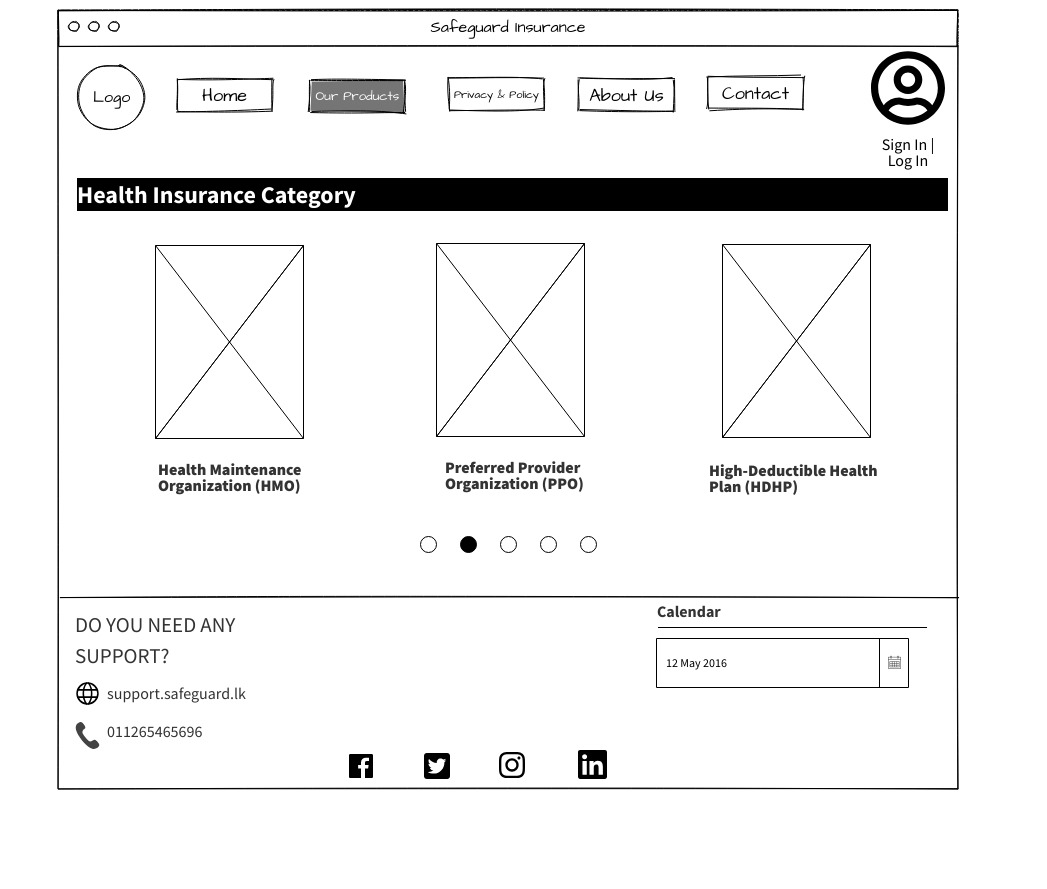 Safeguard Insurance
Logo
Home
Our Products
Privacy & Policy
About Us
Contact
Sign In |
Log In
Health Insurance Category
Health Maintenance
Organization (HMO)
Preferred Provider
Organization (PPO)
High-Deductible Health
Plan (HDHP)
DO YOU NEED ANY
SUPPORT?
support.safeguard.lk
011265465696
Calendar
12 May 2016